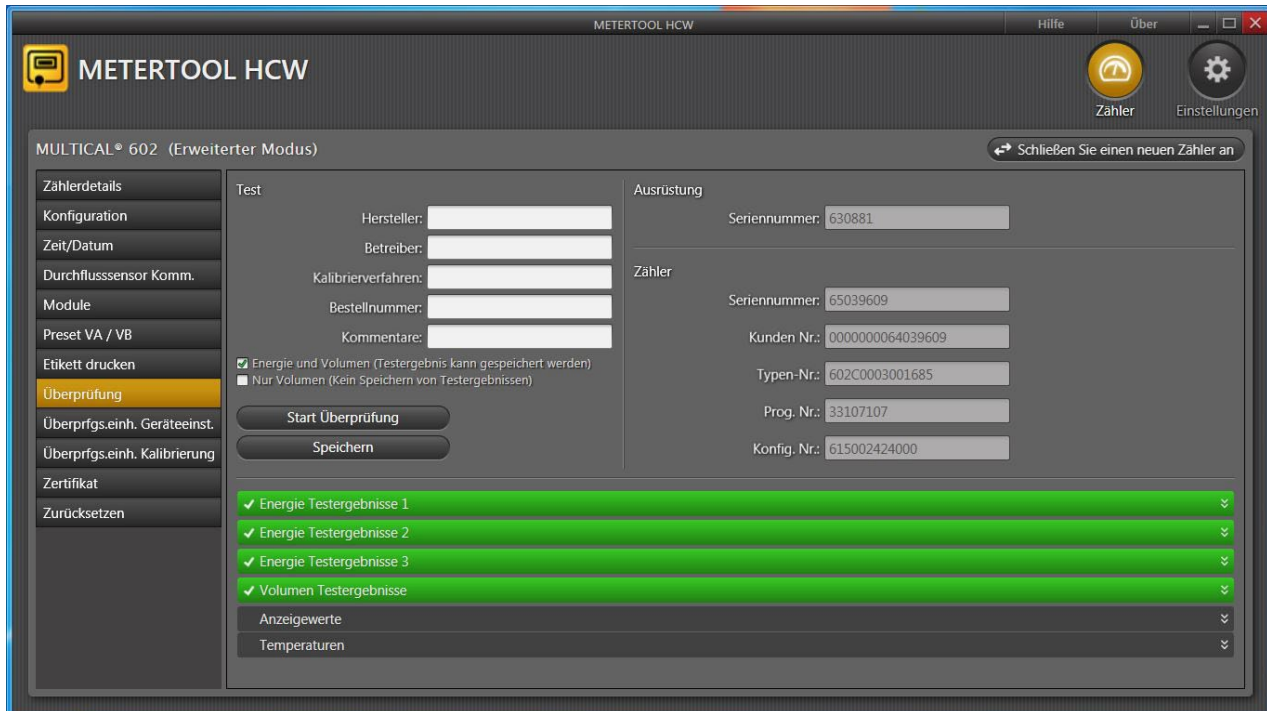 METERTOOL HCW
Hilfe
Über
METERTOOL HCW
Zähler
Einstellungen
MULTICAL® 602 (Erweiterter Modus)
Schließen Sie einen neuen Zähler an
Zählerdetails
Konfiguration
Zeit/Datum
Durchflusssensor Komm.
Module
Preset VA / VB
Etikett drucken
Überprüfung
Überprfgs.einh. Geräteeinst.
Überprfgs.einh. Kalibrierung
Zertifikat
Zurücksetzen
Test
Hersteller:
Betreiber:
Kalibrierverfahren:
Bestellnummer:
Kommentare:
Energie und Volumen (Testergebnis kann gespeichert werden)
Nur Volumen (Kein Speichern von Testergebnissen)
Start Überprüfung
Speichern
Ausrüstung
Seriennummer: 630881
Zähler
Seriennummer: 65039609
Kunden Nr.: 0000000064039609
Typen-Nr.: 602C0003001685
Prog. Nr.: 33107107
Konfig. Nr.: 615002424000
Energie Testergebnisse 1
Energie Testergebnisse 2
Energie Testergebnisse 3
Volumen Testergebnisse
Anzeigewerte
Temperaturen